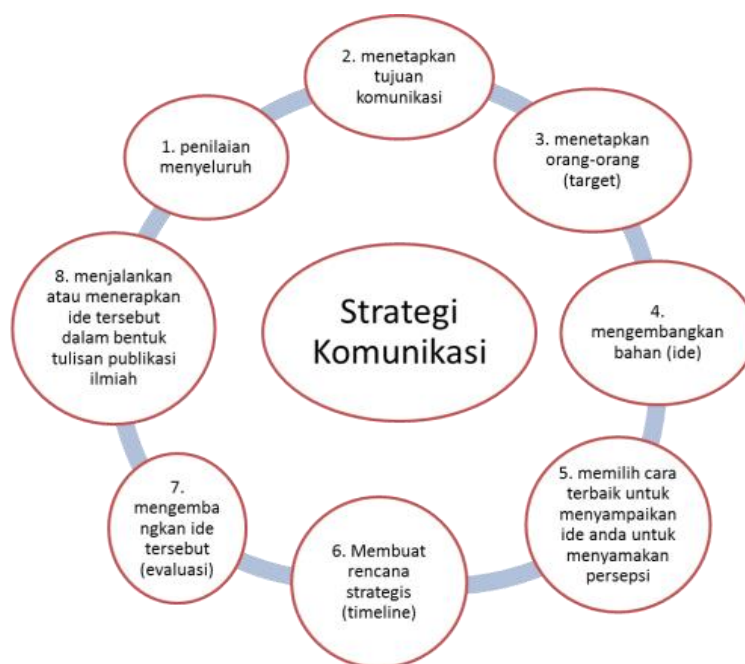 1. penilaian
menyeluruh
2. menetapkan
tujuan
komunikasi
3. menetapkan
orang-orang
(target)
4.
mengembangkan
bahan (ide)
5. memilih cara
terbaik untuk
menyampaikan
ide anda untuk
menyamakan
persepsi
6. Membuat
rencana
strategis
(timeline)
7.
mengemba
ngkan ide
tersebut
(evaluasi)
8. menjalankan
atau menerapkan
ide tersebut
dalam bentuk
tulisan publikasi
ilmiah
Strategi
Komunikasi